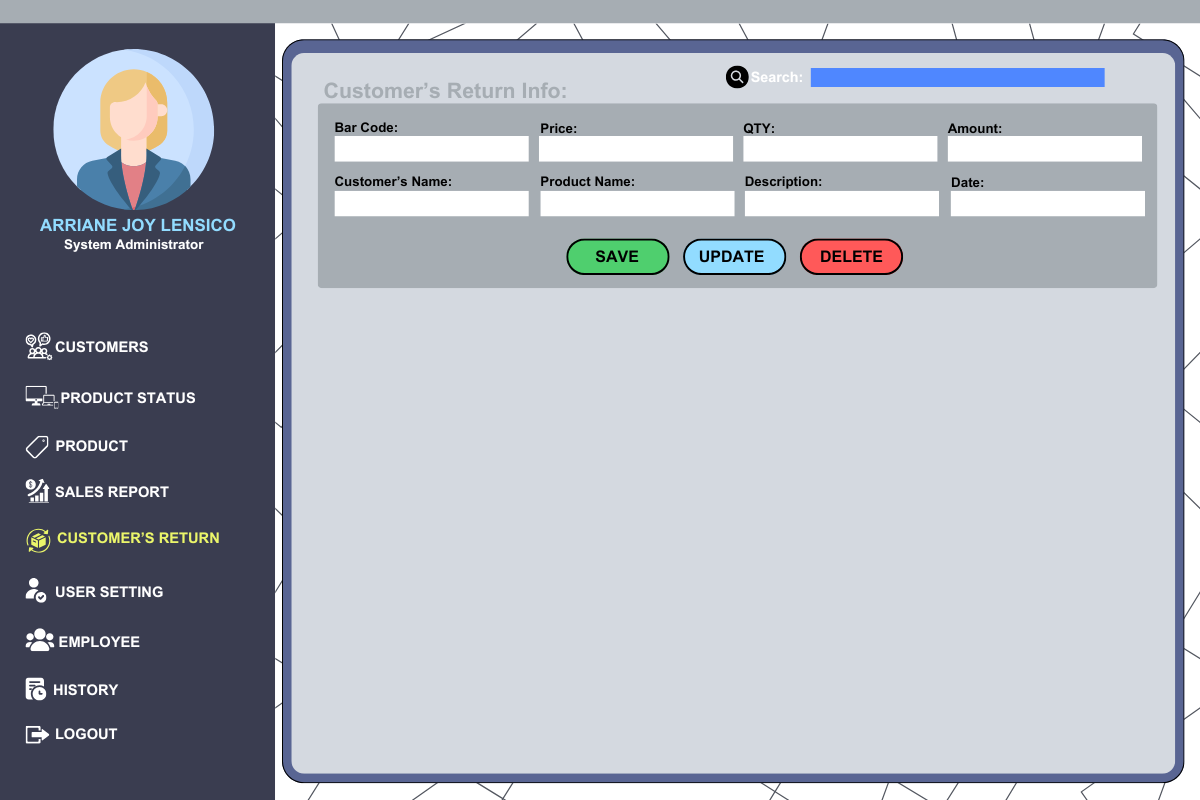 ARRIANE JOY LENSICO
System Administrator
CUSTOMERS
PRODUCT STATUS
PRODUCT
SALES REPORT
CUSTOMER'S RETURN
USER SETTING
EMPLOYEE
HISTORY
LOGOUT
Search:
Customer's Return Info:
Bar Code: Price: QTY: Amount:
Customer's Name: Product Name: Description: Date:
SAVE UPDATE DELETE